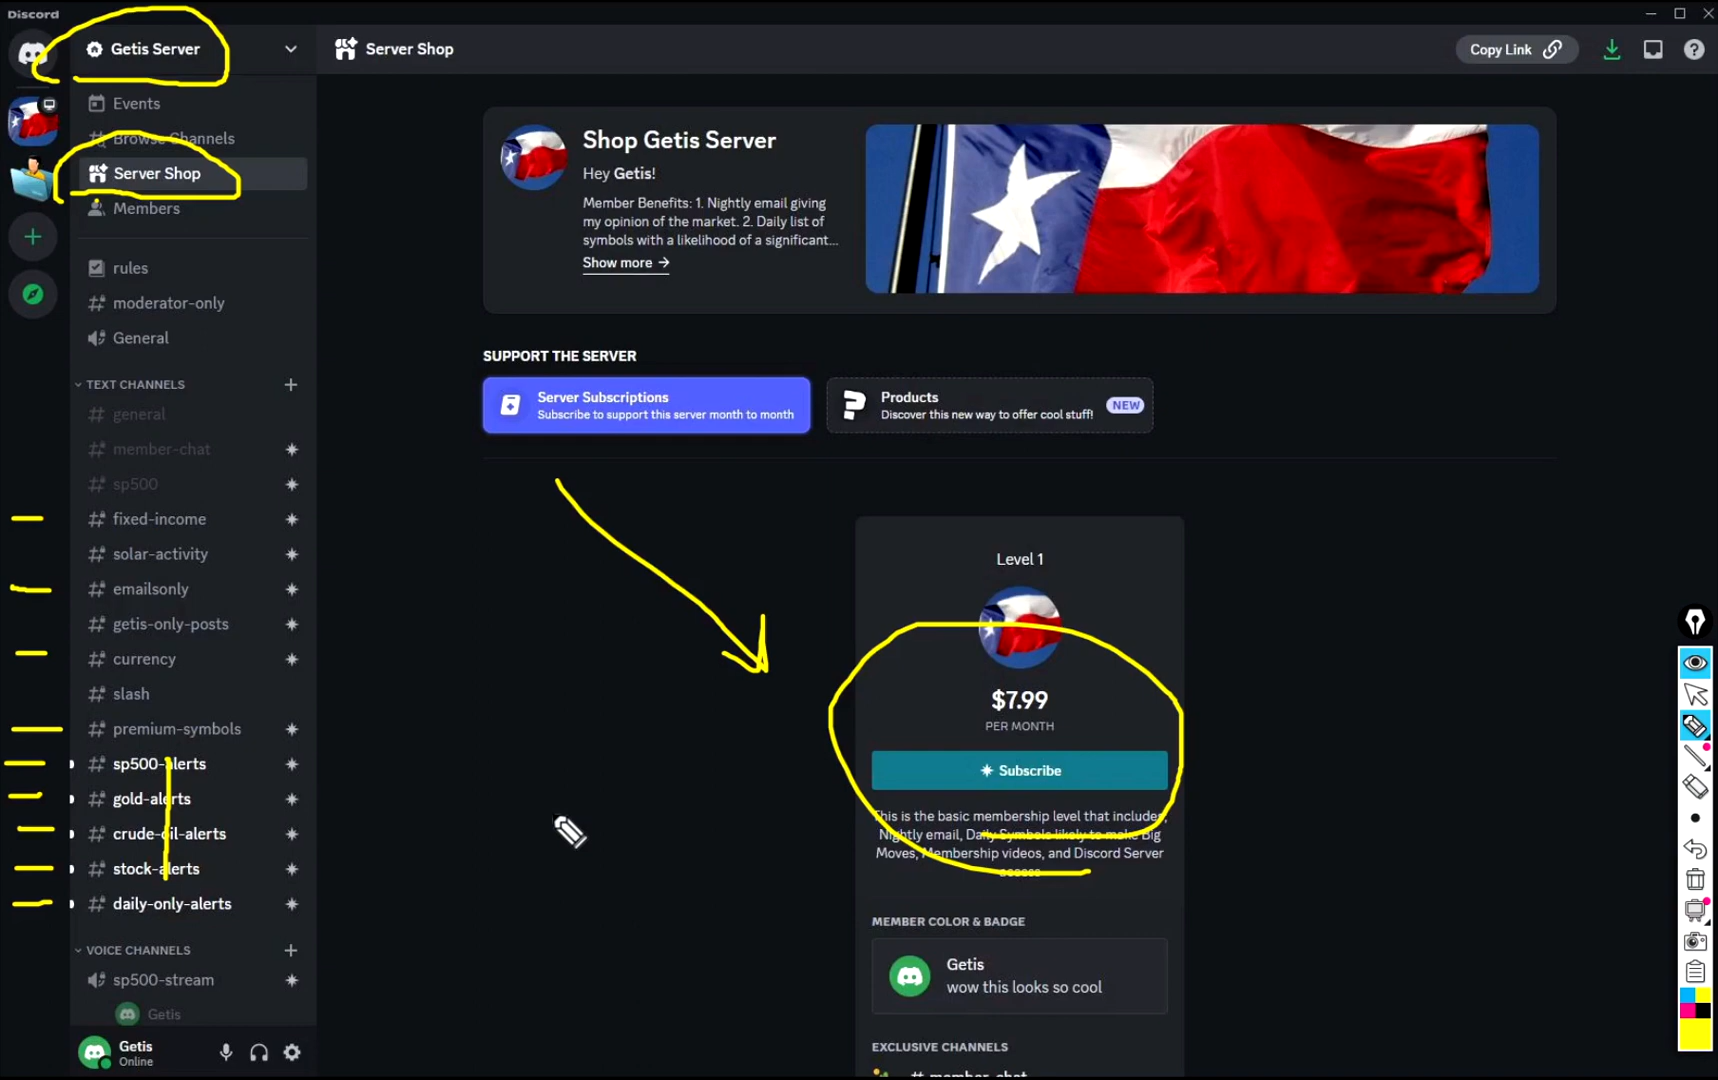 Discord
Getis Server
Server Shop
Copy Link
Events
Browse Channels
Server Shop
Members
rules
moderator-only
General
TEXT CHANNELS
general
member-chat
sp500
fixed-income
solar-activity
emailsonly
getis-only-posts
currency
slash
premium-symbols
sp500-alerts
gold-alerts
crude-oil-alerts
stock-alerts
daily-only-alerts
VOICE CHANNELS
sp500-stream
Getis
Getis
Online
Shop Getis Server
Hey Getis!
Member Benefits: 1. Nightly email giving
my opinion of the market. 2. Daily list of
symbols with a likelihood of a significant...
Show more →
SUPPORT THE SERVER
Server Subscriptions
Subscribe to support this server month to month
Products
Discover this new way to offer cool stuff!
NEW
Level 1
$7.99
PER MONTH
Subscribe
This is the basic membership level that includes,
Nightly email, Daily Symbols likely to make Big
Moves, Membership videos, and Discord Server
access
MEMBER COLOR & BADGE
Getis
wow this looks so cool
EXCLUSIVE CHANNELS
# member-chat